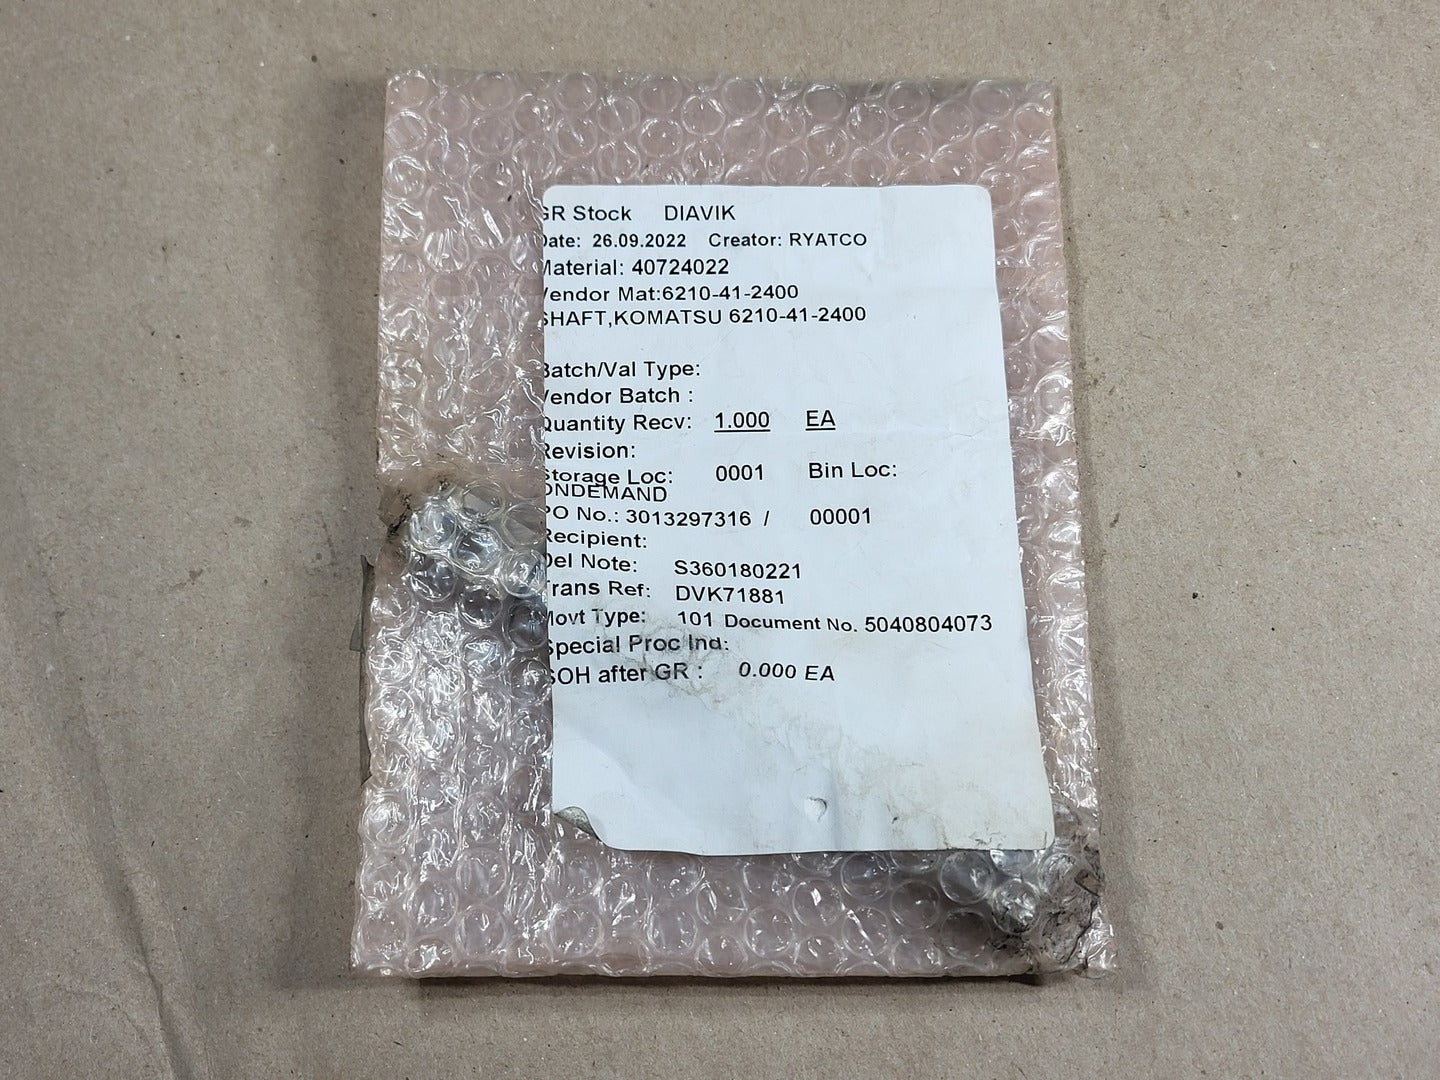 GR Stock DIAVIK
Date: 26.09.2022 Creator: RYATCO
Material: 40724022
Vendor Mat:6210-41-2400
SHAFT,KOMATSU 6210-41-2400
Batch/Val Type:
Vendor Batch :
Quantity Recv: 1.000 EA
Revision:
Storage Loc: 0001 Bin Loc:
ONDEMAND
PO No.: 3013297316 / 00001
Recipient:
Del Note: S360180221
Trans Ref: DVK71881
Movt Type: 101 Document No. 5040804073
Special Proc Ind:
SOH after GR : 0.000 EA